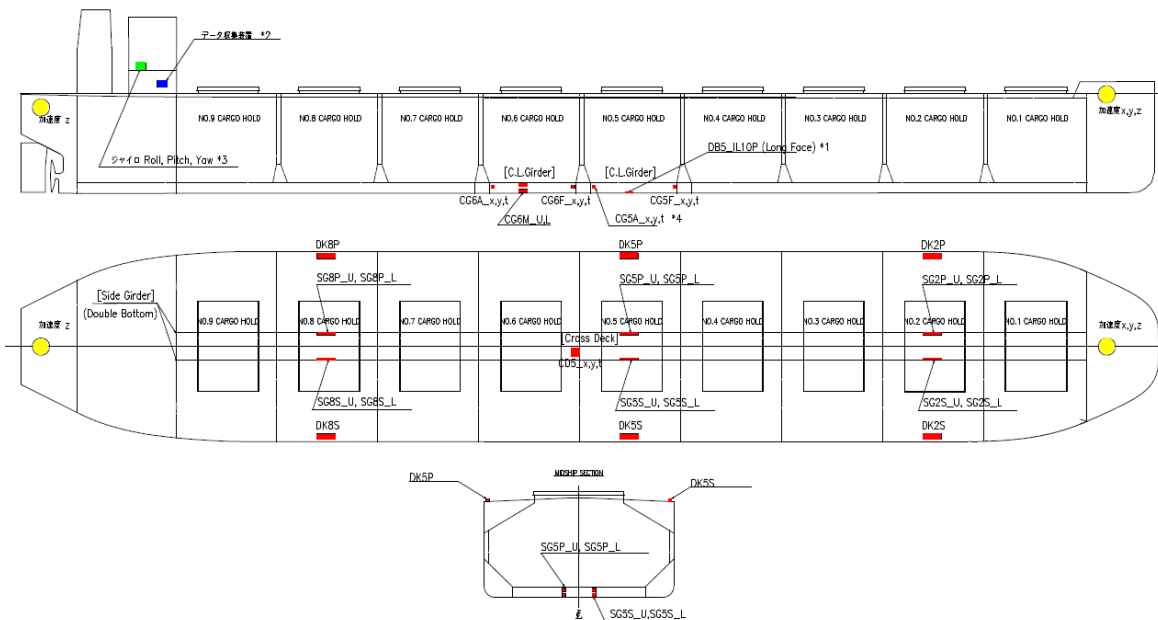 データ収集装置 *2
加速度 z
NO.9 CARGO HOLD
NO.8 CARGO HOLD
NO.7 CARGO HOLD
NO.6 CARGO HOLD
NO.5 CARGO HOLD
NO.4 CARGO HOLD
NO.3 CARGO HOLD
NO.2 CARGO HOLD
NO.1 CARGO HOLD
加速度x,y,z
ジャイロ Roll, Pitch, Yaw *3
DB5_IL10P (Long Face) *1
[C.L.Girder]
[C.L.Girder]
CG6A_x,y,t
CG6F_x,y,t
CG5F_x,y,t
CG6M_U,L
CG5A_x,y,t *4
DK8P
DK5P
DK2P
SG8P_U, SG8P_L
SG5P_U, SG5P_L
SG2P_U, SG2P_L
[Side Girder]
(Double Bottom)
加速度 z
NO.9 CARGO HOLD
NO.8 CARGO HOLD
NO.7 CARGO HOLD
NO.6 CARGO HOLD
NO.5 CARGO HOLD
NO.4 CARGO HOLD
NO.3 CARGO HOLD
NO.2 CARGO HOLD
NO.1 CARGO HOLD
加速度x,y,z
[Cross Deck]
CD5_x,y,t
SG8S_U, SG8S_L
SG5S_U, SG5S_L
SG2S_U, SG2S_L
DK8S
DK5S
DK2S
MIDSHIP SECTION
DK5P
DK5S
SG5P_U, SG5P_L
SG5S_U,SG5S_L